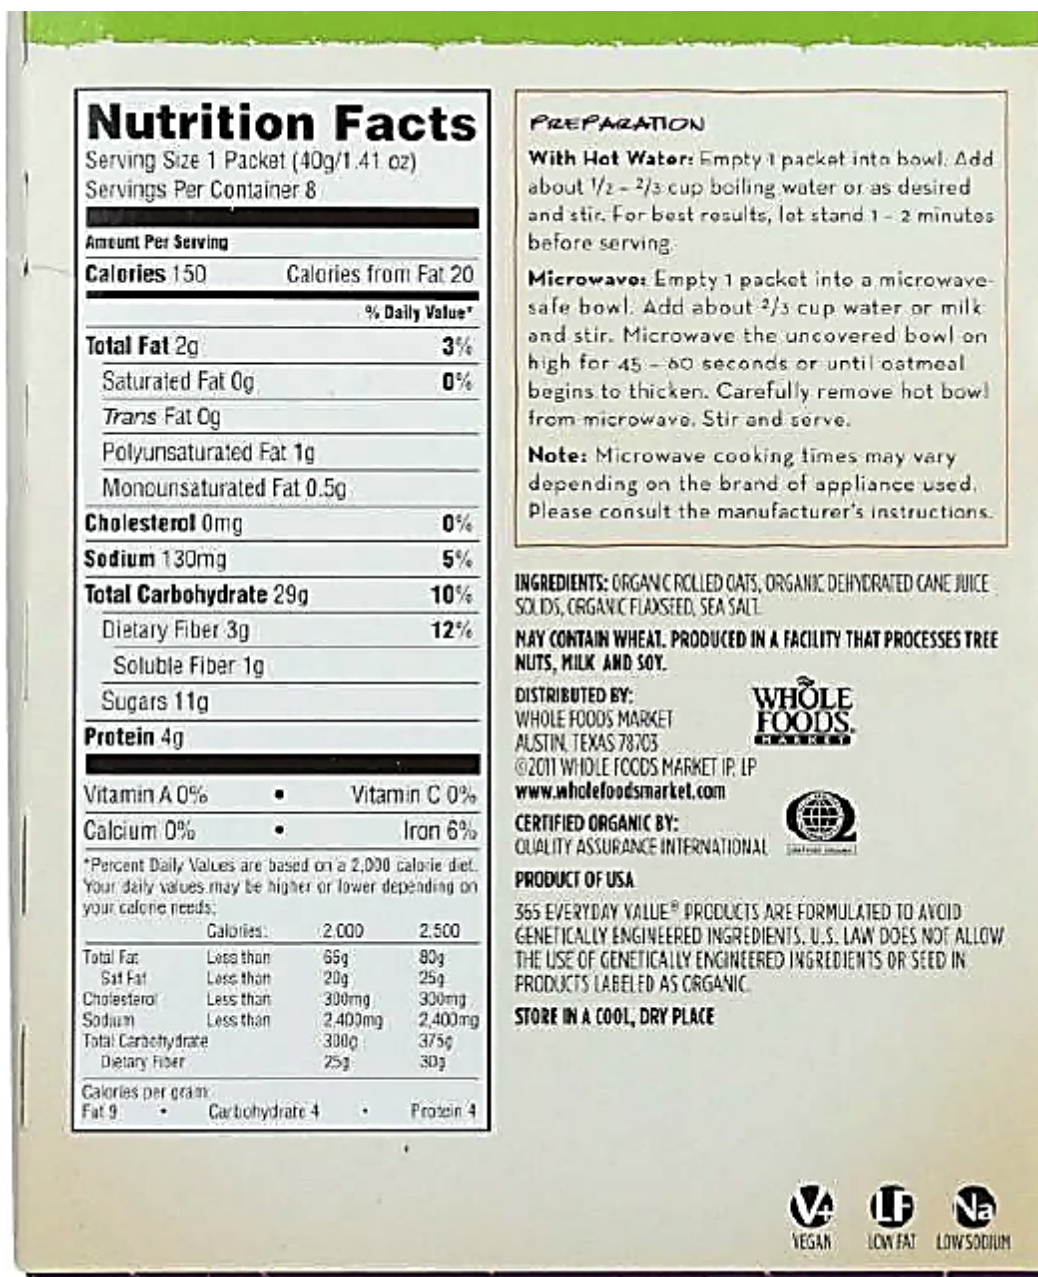 Nutrition Facts
Serving Size 1 Packet (40g/1.41 oz)
Servings Per Container 8
Amount Per Serving
Calories 150 Calories from Fat 20
% Daily Value*
Total Fat 2g 3%
Saturated Fat 0g 0%
Trans Fat 0g
Polyunsaturated Fat 1g
Monounsaturated Fat 0.5g
Cholesterol 0mg 0%
Sodium 130mg 5%
Total Carbohydrate 29g 10%
Dietary Fiber 3g 12%
Soluble Fiber 1g
Sugars 11g
Protein 4g
Vitamin A 0% • Vitamin C 0%
Calcium 0% • Iron 6%
*Percent Daily Values are based on a 2,000 calorie diet.
Your daily values may be higher or lower depending on
your calorie needs:
Calories: 2,000 2,500
Total Fat Less than 65g 80g
Sat Fat Less than 20g 25g
Cholesterol Less than 300mg 300mg
Sodium Less than 2,400mg 2,400mg
Total Carbohydrate 300g 375g
Dietary Fiber 25g 30g
Calories per gram:
Fat 9 • Carbohydrate 4 • Protein 4
PREPARATION
With Hot Water: Empty 1 packet into bowl. Add
about 1/2 – 2/3 cup boiling water or as desired
and stir. For best results, let stand 1 – 2 minutes
before serving.
Microwave: Empty 1 packet into a microwave-
safe bowl. Add about 2/3 cup water or milk
and stir. Microwave the uncovered bowl on
high for 45 – 60 seconds or until oatmeal
begins to thicken. Carefully remove hot bowl
from microwave. Stir and serve.
Note: Microwave cooking times may vary
depending on the brand of appliance used.
Please consult the manufacturer's instructions.
INGREDIENTS: ORGANIC ROLLED OATS, ORGANIC DEHYDRATED CANE JUICE
SOLIDS, ORGANIC FLAXSEED, SEA SALT.
MAY CONTAIN WHEAT. PRODUCED IN A FACILITY THAT PROCESSES TREE
NUTS, MILK AND SOY.
DISTRIBUTED BY:
WHOLE FOODS MARKET
AUSTIN, TEXAS 78703
©2011 WHOLE FOODS MARKET IP, LP
www.wholefoodsmarket.com
WHOLE
FOODS®
MARKET
CERTIFIED ORGANIC BY:
QUALITY ASSURANCE INTERNATIONAL
PRODUCT OF USA
365 EVERYDAY VALUE® PRODUCTS ARE FORMULATED TO AVOID
GENETICALLY ENGINEERED INGREDIENTS. U.S. LAW DOES NOT ALLOW
THE USE OF GENETICALLY ENGINEERED INGREDIENTS OR SEED IN
PRODUCTS LABELED AS ORGANIC.
STORE IN A COOL, DRY PLACE
V+ LF Na
VEGAN LOW FAT LOW SODIUM